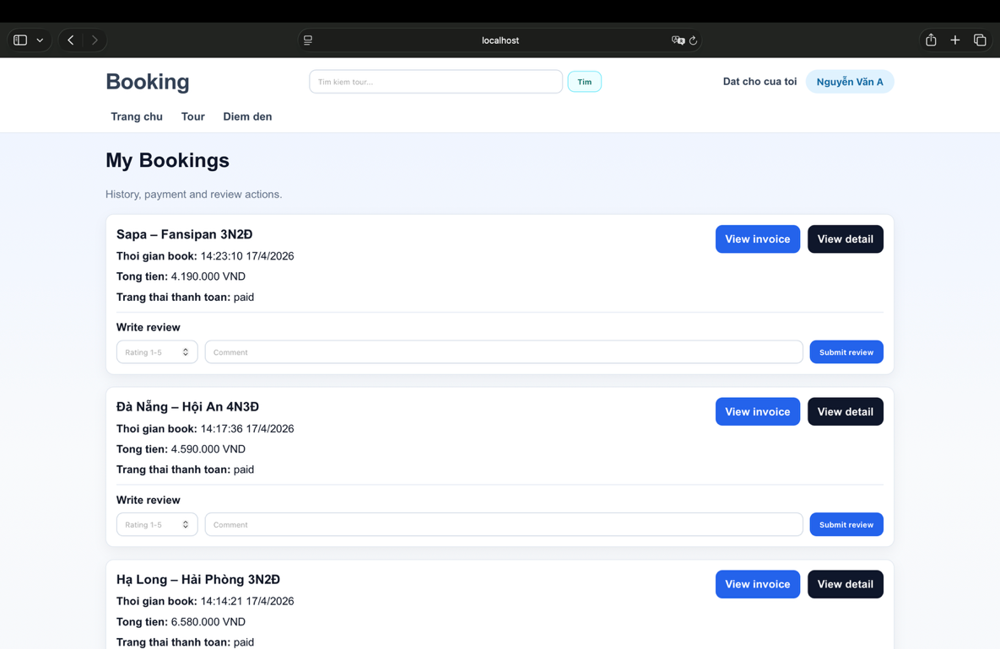 localhost
Booking
Tim kiem tour...
Tim
Dat cho cua toi
Nguyễn Văn A
Trang chu
Tour
Diem den
My Bookings
History, payment and review actions.
Sapa – Fansipan 3N2Đ
View invoice
View detail
Thoi gian book: 14:23:10 17/4/2026
Tong tien: 4.190.000 VND
Trang thai thanh toan: paid
Write review
Rating 1-5
Comment
Submit review
Đà Nẵng – Hội An 4N3Đ
View invoice
View detail
Thoi gian book: 14:17:36 17/4/2026
Tong tien: 4.590.000 VND
Trang thai thanh toan: paid
Write review
Rating 1-5
Comment
Submit review
Hạ Long – Hải Phòng 3N2Đ
View invoice
View detail
Thoi gian book: 14:14:21 17/4/2026
Tong tien: 6.580.000 VND
Trang thai thanh toan: paid